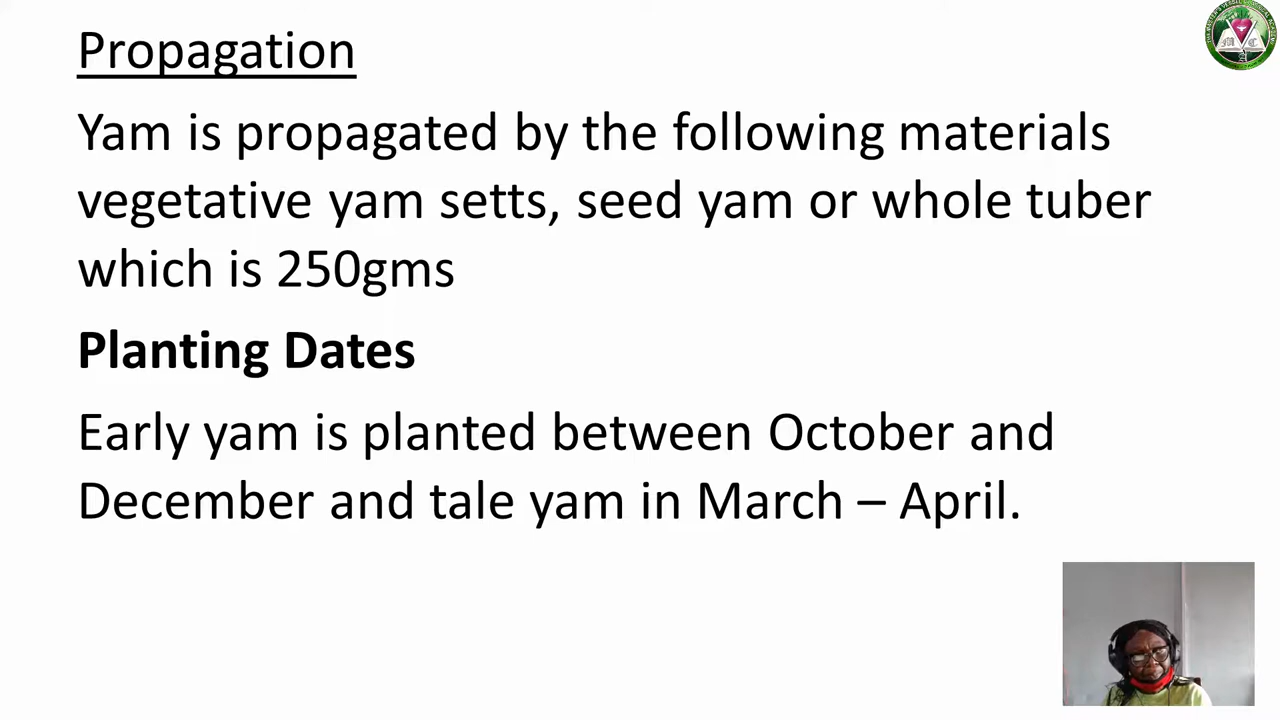 Propagation
Yam is propagated by the following materials
vegetative yam setts, seed yam or whole tuber
which is 250gms
Planting Dates
Early yam is planted between October and
December and tale yam in March – April.